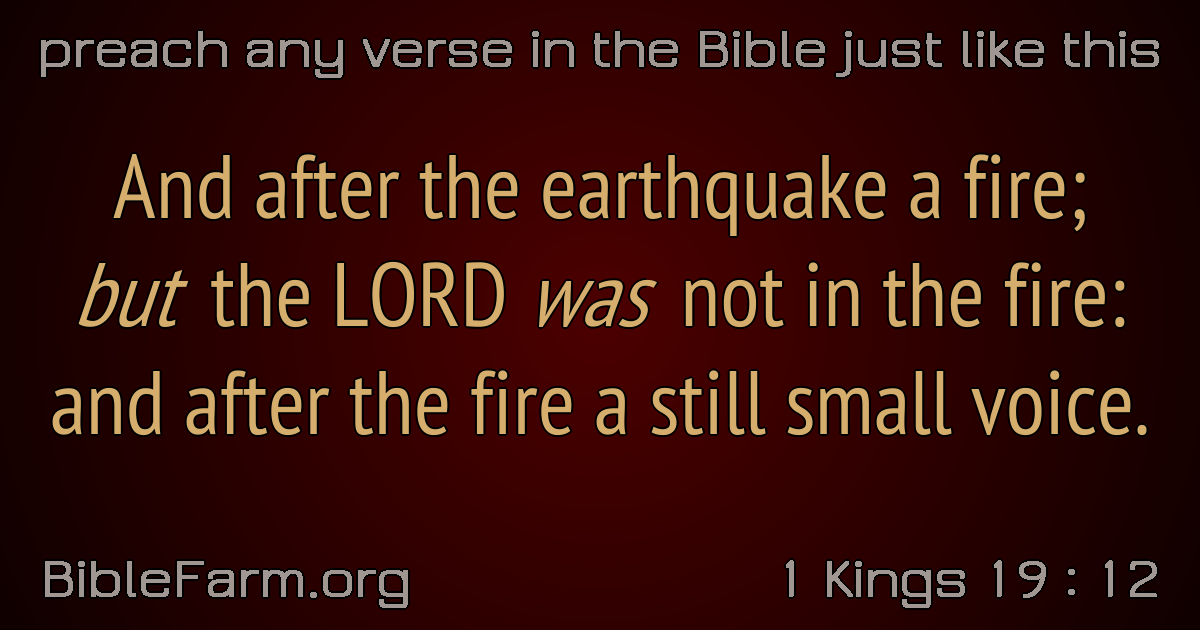 preach any verse in the Bible just like this
And after the earthquake a fire;
but the LORD was not in the fire:
and after the fire a still small voice.
BibleFarm.org
1 Kings 19 : 12